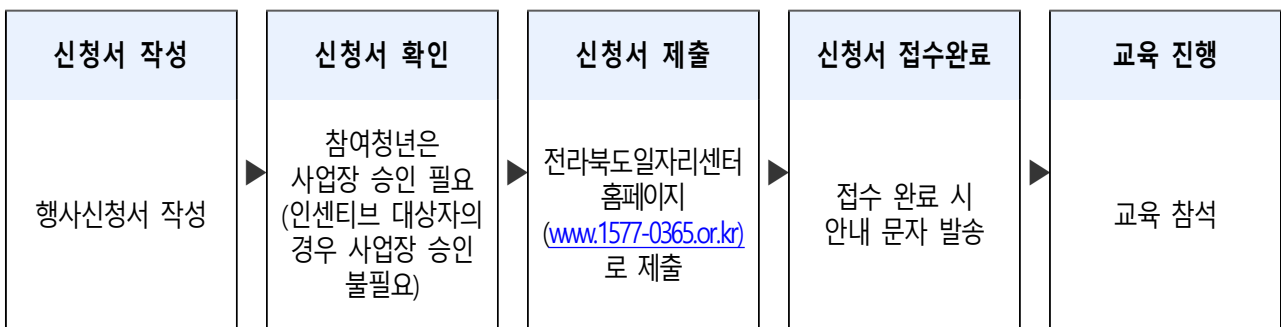 신청서 작성
행사신청서 작성
▶
신청서 확인
참여청년은
사업장 승인 필요
(인센티브 대상자의
경우 사업장 승인
불필요)
▶
신청서 제출
전라북도일자리센터
홈페이지
(www.1577-0365.or.kr)
로 제출
▶
신청서 접수완료
접수 완료 시
안내 문자 발송
▶
교육 진행
교육 참석